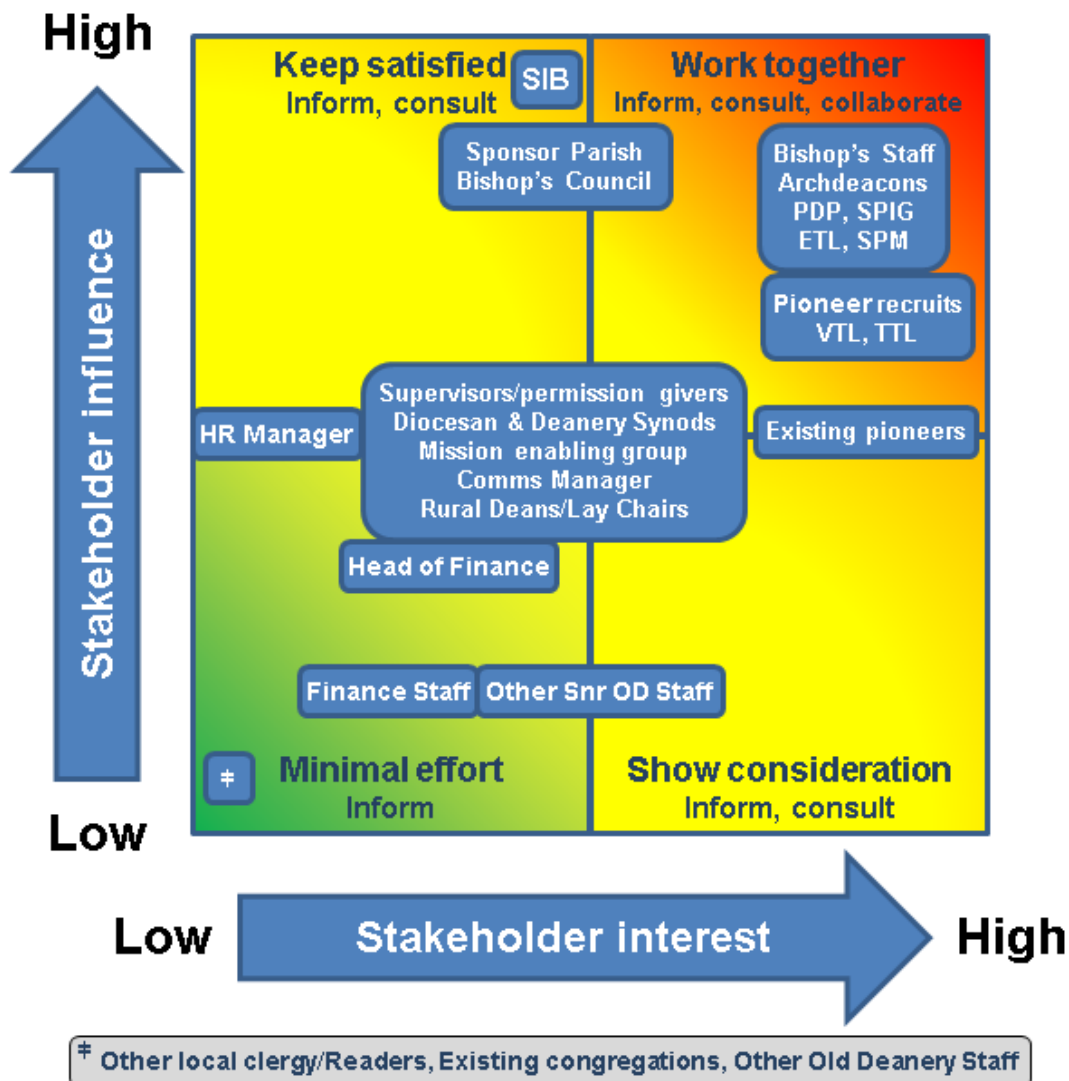 High
Keep satisfied
Inform, consult
SIB
Work together
Inform, consult, collaborate
Sponsor Parish
Bishop's Council
Bishop's Staff
Archdeacons
PDP, SPIG
ETL, SPM
Pioneer recruits
VTL, TTL
Stakeholder influence
HR Manager
Supervisors/permission givers
Diocesan & Deanery Synods
Mission enabling group
Comms Manager
Rural Deans/Lay Chairs
Existing pioneers
Head of Finance
Finance Staff
Other Snr OD Staff
ǂ
Minimal effort
Inform
Show consideration
Inform, consult
Low
Low
Stakeholder interest
High
ǂ Other local clergy/Readers, Existing congregations, Other Old Deanery Staff